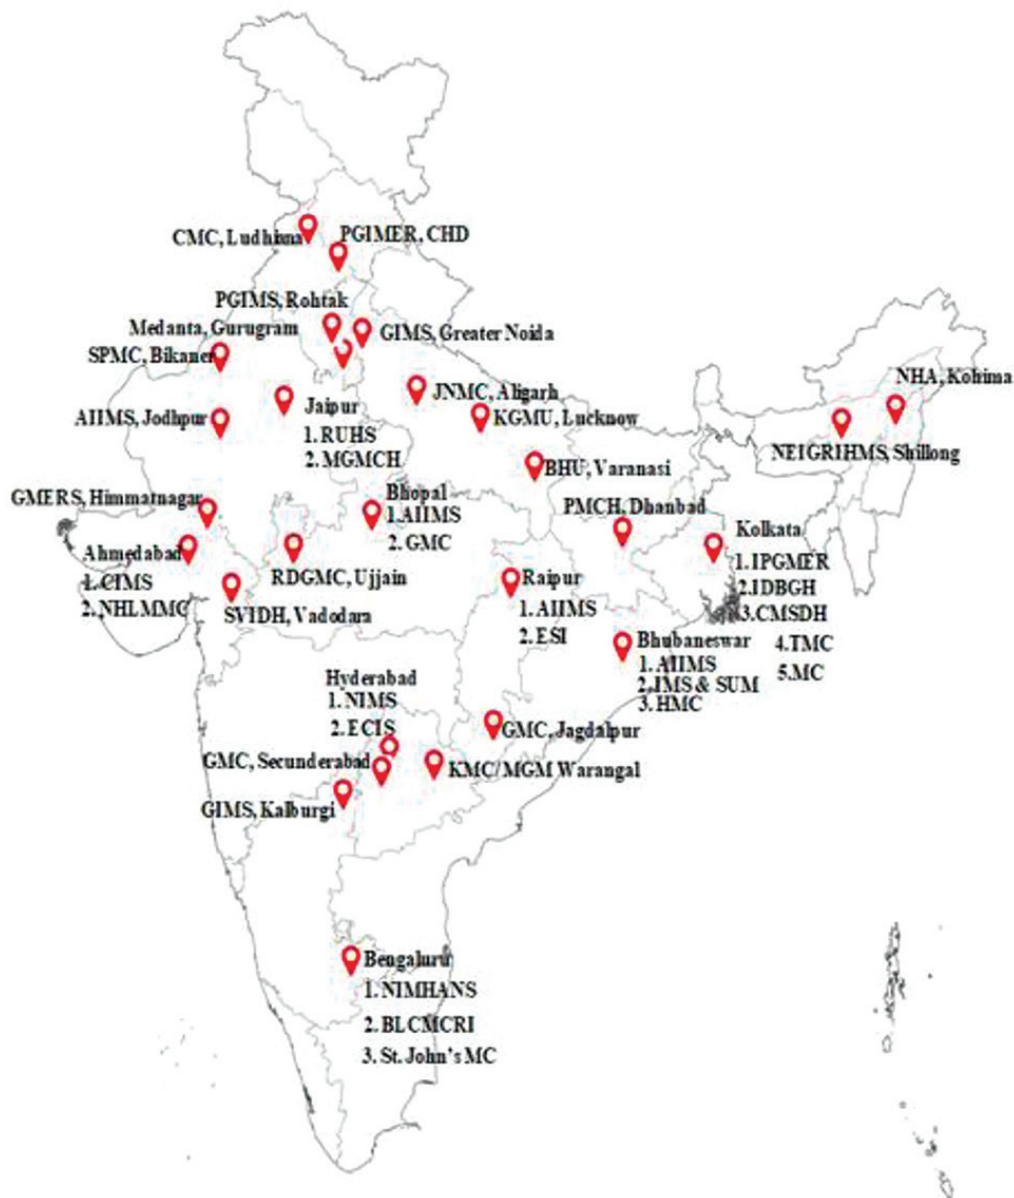 CMC, Ludhiana
PGIMER, CHD
PGIMS, Rohtak
Medanta, Gurugram
GIMS, Greater Noida
SPMC, Bikaner
NHA, Kohima
JNMC, Aligarh
AIIMS, Jodhpur
Jaipur
1. RUHS
2. MGMCH
KGMU, Lucknow
NEIGRIHMS, Shillong
BHU, Varanasi
GMERS, Himmatnagar
Bhopal
1. AIIMS
2. GMC
PMCH, Dhanbad
Kolkata
1. IPGMER
2. IDBGH
3. CMSDH
4. TMC
5. MC
Ahmedabad
1. CIMS
2. NHLMMC
RDGMC, Ujjain
SVIDH, Vadodara
Raipur
1. AIIMS
2. ESI
Bhubaneswar
1. AIIMS
2. IMS & SUM
3. HMC
Hyderabad
1. NIMS
2. ECIS
GMC, Jagdalpur
GMC, Secunderabad
KMC/MGM Warangal
GIMS, Kalburgi
Bengaluru
1. NIMHANS
2. BLCMCRI
3. St. John's MC